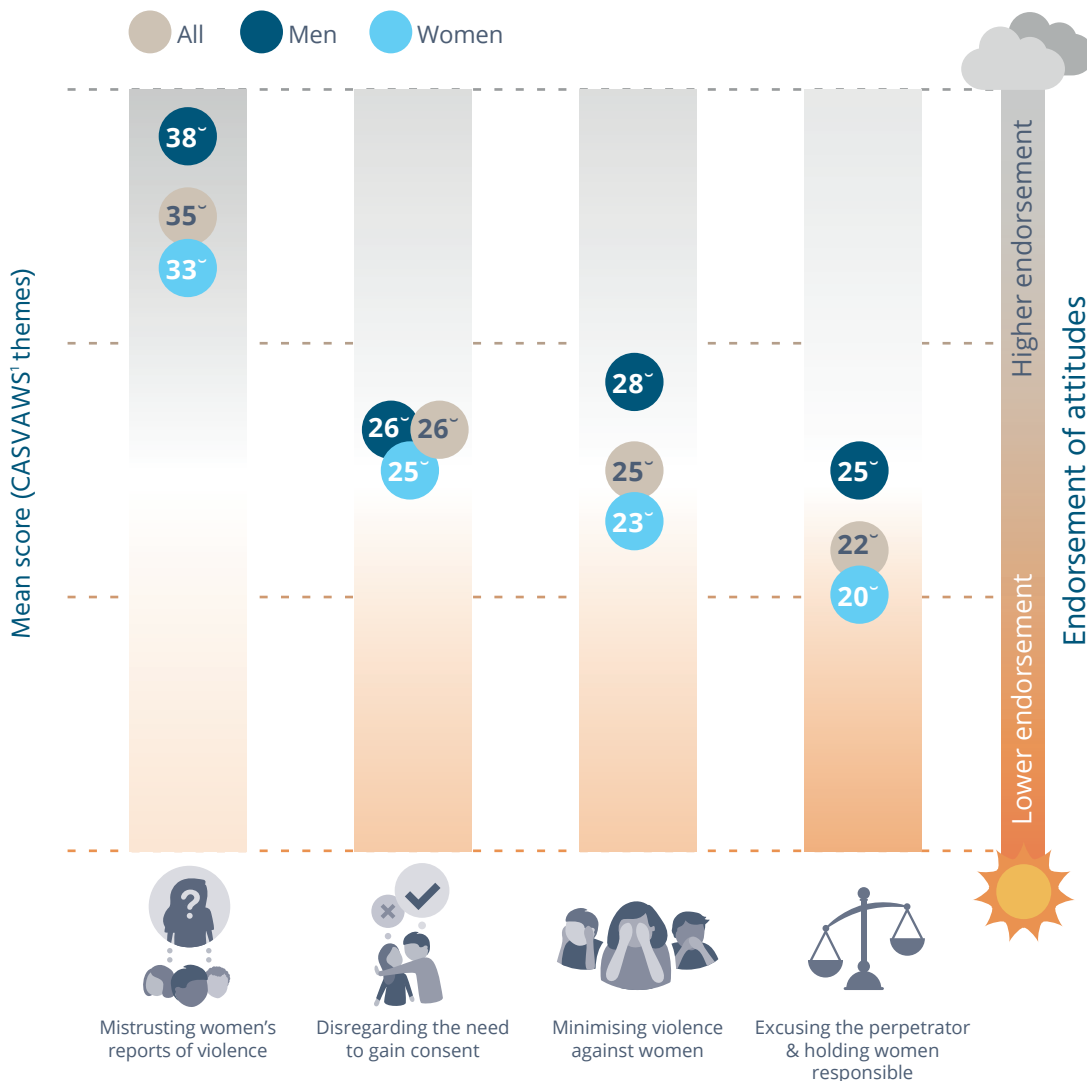 All
Men
Women
Mean score (CASVAWS¹ themes)
38˘
35˘
33˘
26˘
26˘
25˘
28˘
25˘
23˘
25˘
22˘
20˘
Higher endorsement
Lower endorsement
Endorsement of attitudes
?
Mistrusting women’s
reports of violence
Disregarding the need
to gain consent
Minimising violence
against women
Excusing the perpetrator
& holding women
responsible